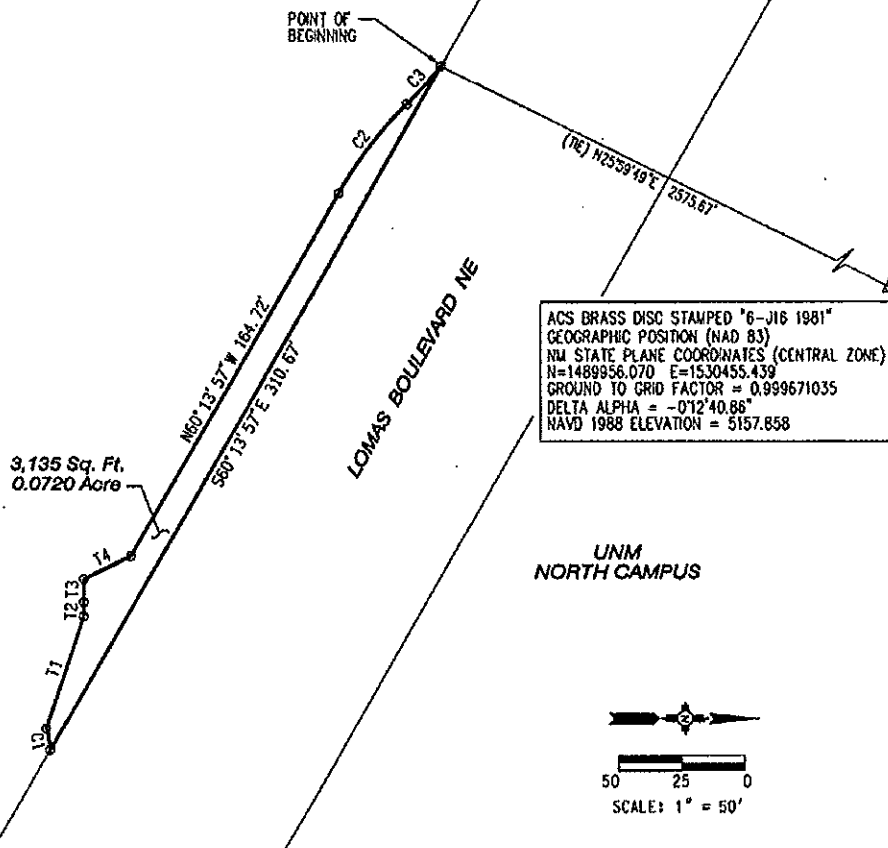 POINT OF
BEGINNING
C3
C2
(TIE) N25°59'49"E 2575.67'
N60°13'57"W 164.72'
S60°13'57"E 310.67'
LOMAS BOULEVARD NE
ACS BRASS DISC STAMPED "6-J16 1981"
GEOGRAPHIC POSITION (NAD 83)
NM STATE PLANE COORDINATES (CENTRAL ZONE)
N=1489956.070 E=1530455.439
GROUND TO GRID FACTOR = 0.999671035
DELTA ALPHA = -0°12'40.86"
NAVD 1988 ELEVATION = 5157.858
3,135 Sq. Ft.
0.0720 Acre
T4
T3
T2
T1
C1
UNM
NORTH CAMPUS
N
50 25 0
SCALE: 1" = 50'